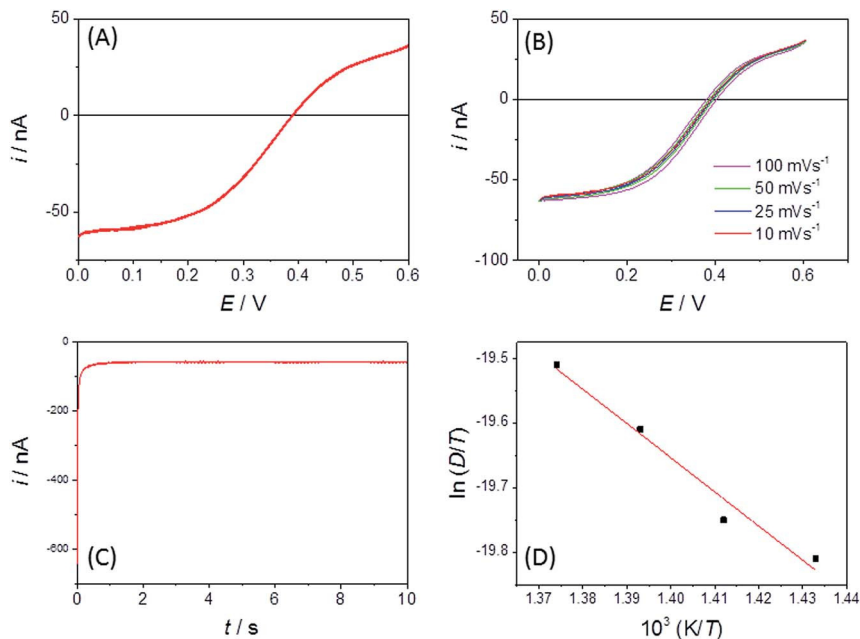 (A)
50
0
-50
i / nA
0.0 0.1 0.2 0.3 0.4 0.5 0.6
E / V
(B)
50
0
-50
-100
i / nA
100 mVs⁻¹
50 mVs⁻¹
25 mVs⁻¹
10 mVs⁻¹
0.0 0.2 0.4 0.6
E / V
0
-200
-400
-600
i / nA
(C)
0 2 4 6 8 10
t / s
-19.5
-19.6
-19.7
-19.8
ln (D/T)
(D)
1.37 1.38 1.39 1.40 1.41 1.42 1.43 1.44
10³ (K/T)